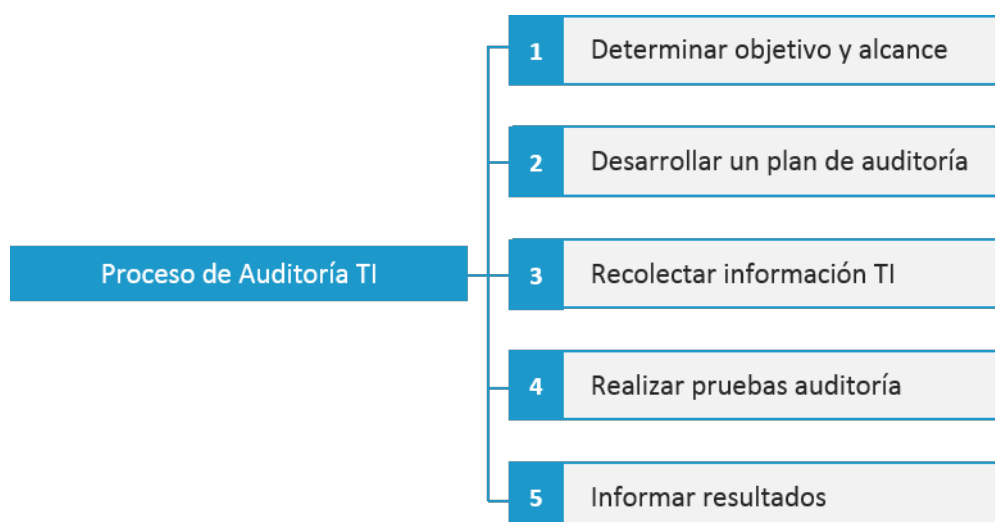 1 Determinar objetivo y alcance
2 Desarrollar un plan de auditoría
Proceso de Auditoría TI
3 Recolectar información TI
4 Realizar pruebas auditoría
5 Informar resultados